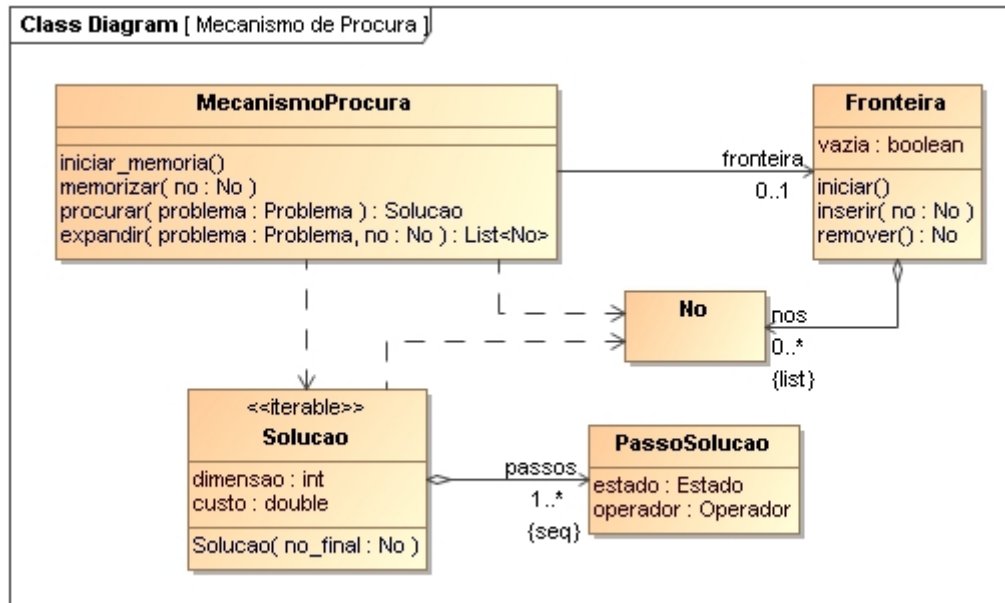 Class Diagram [ Mecanismo de Procura ]
MecanismoProcura
iniciar_memoria()
memorizar( no : No )
procurar( problema : Problema ) : Solucao
expandir( problema : Problema, no : No ) : List<No>
fronteira
0..1
Fronteira
vazia : boolean
iniciar()
inserir( no : No )
remover() : No
No
nos
0..*
{list}
<<iterable>>
Solucao
dimensao : int
custo : double
Solucao( no_final : No )
passos
1..*
{seq}
PassoSolucao
estado : Estado
operador : Operador